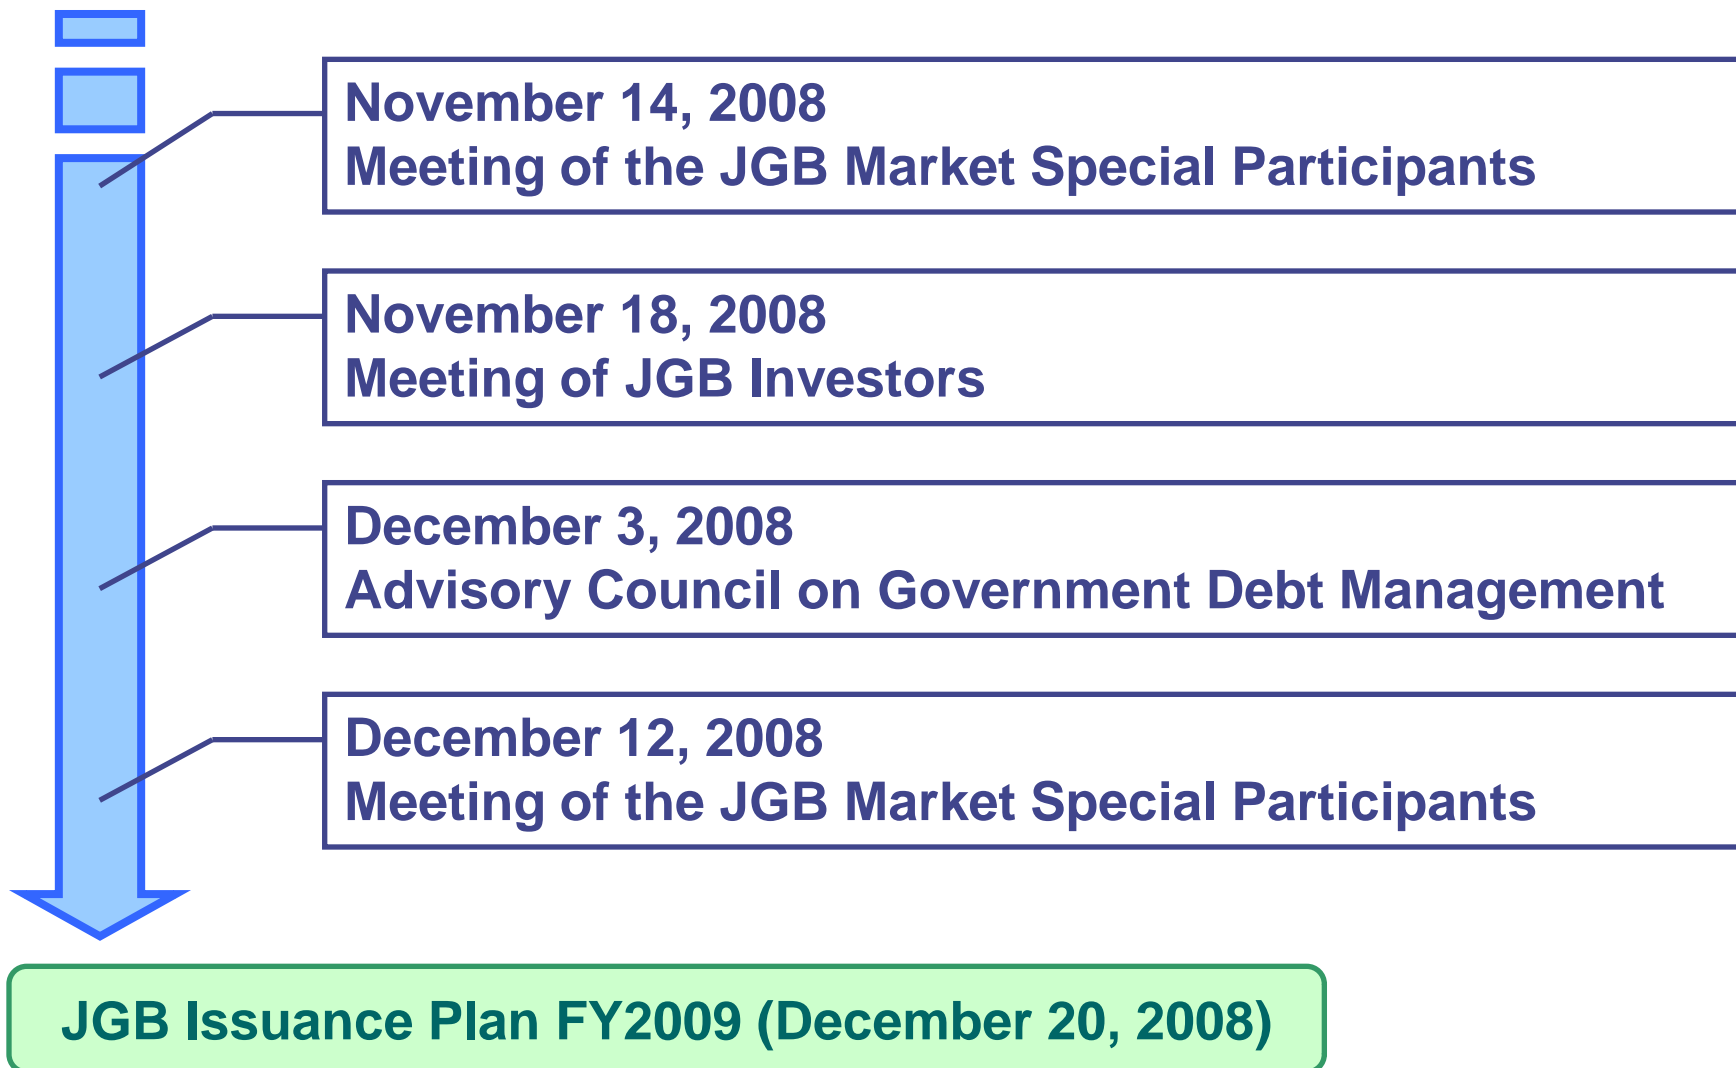 November 14, 2008
Meeting of the JGB Market Special Participants
November 18, 2008
Meeting of JGB Investors
December 3, 2008
Advisory Council on Government Debt Management
December 12, 2008
Meeting of the JGB Market Special Participants
JGB Issuance Plan FY2009 (December 20, 2008)